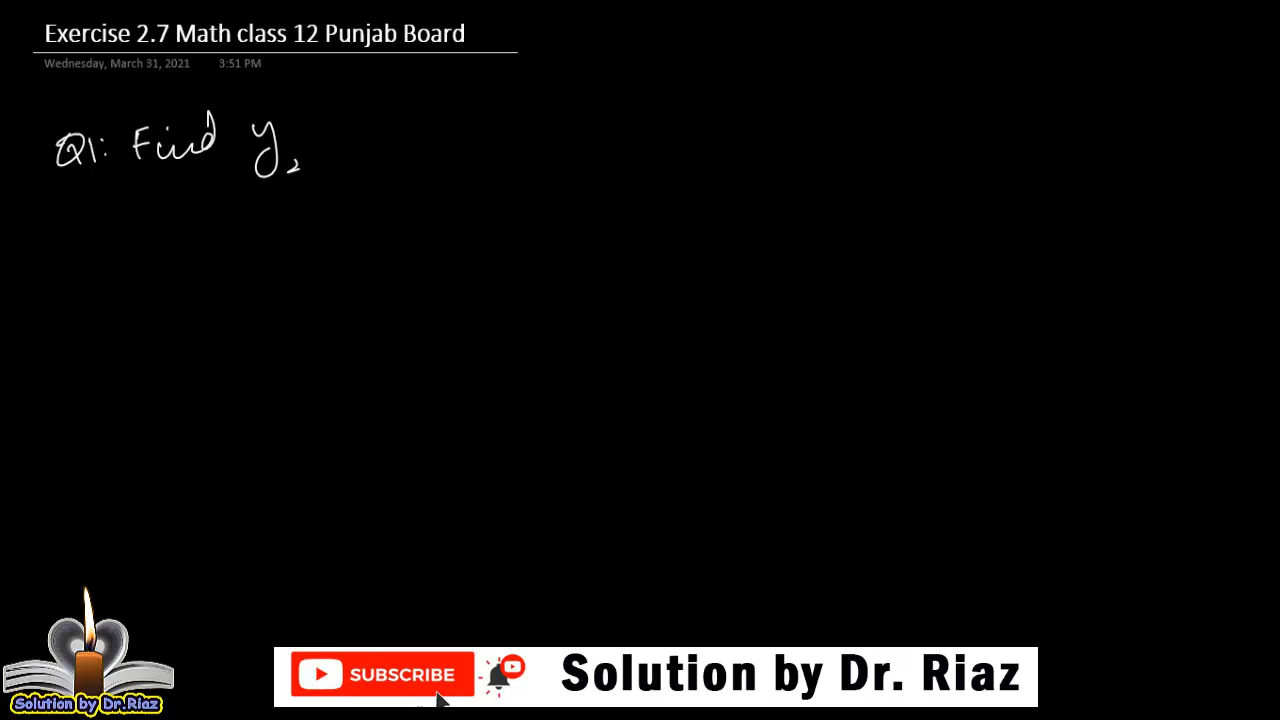 Exercise 2.7 Math class 12 Punjab Board
Wednesday, March 31, 2021 3:51 PM
Q1: Find y₂
SUBSCRIBE
Solution by Dr. Riaz
Solution by Dr.Riaz